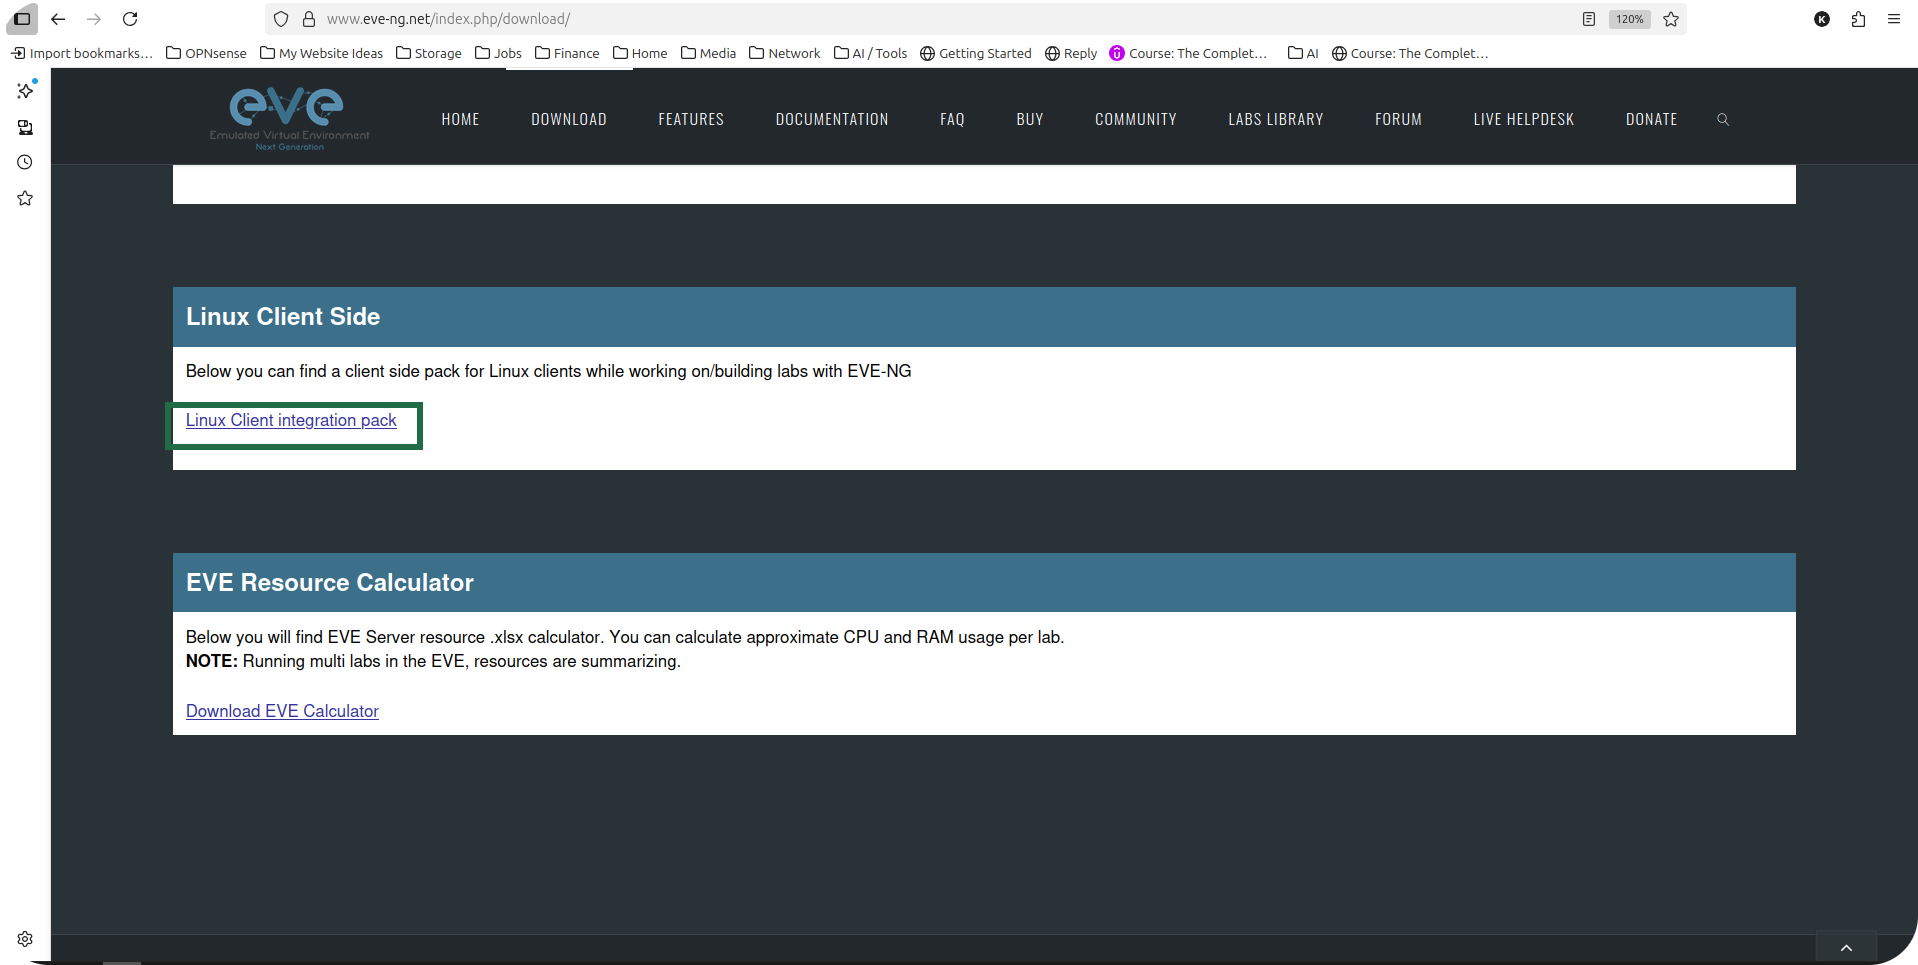 www.eve-ng.net/index.php/download/
120%
K
Import bookmarks…
OPNsense
My Website Ideas
Storage
Jobs
Finance
Home
Media
Network
AI / Tools
Getting Started
Reply
Course: The Complet…
AI
Course: The Complet…
eve
Emulated Virtual Environment
Next Generation
HOME
DOWNLOAD
FEATURES
DOCUMENTATION
FAQ
BUY
COMMUNITY
LABS LIBRARY
FORUM
LIVE HELPDESK
DONATE
Linux Client Side
Below you can find a client side pack for Linux clients while working on/building labs with EVE-NG
Linux Client integration pack
EVE Resource Calculator
Below you will find EVE Server resource .xlsx calculator. You can calculate approximate CPU and RAM usage per lab.
NOTE: Running multi labs in the EVE, resources are summarizing.
Download EVE Calculator